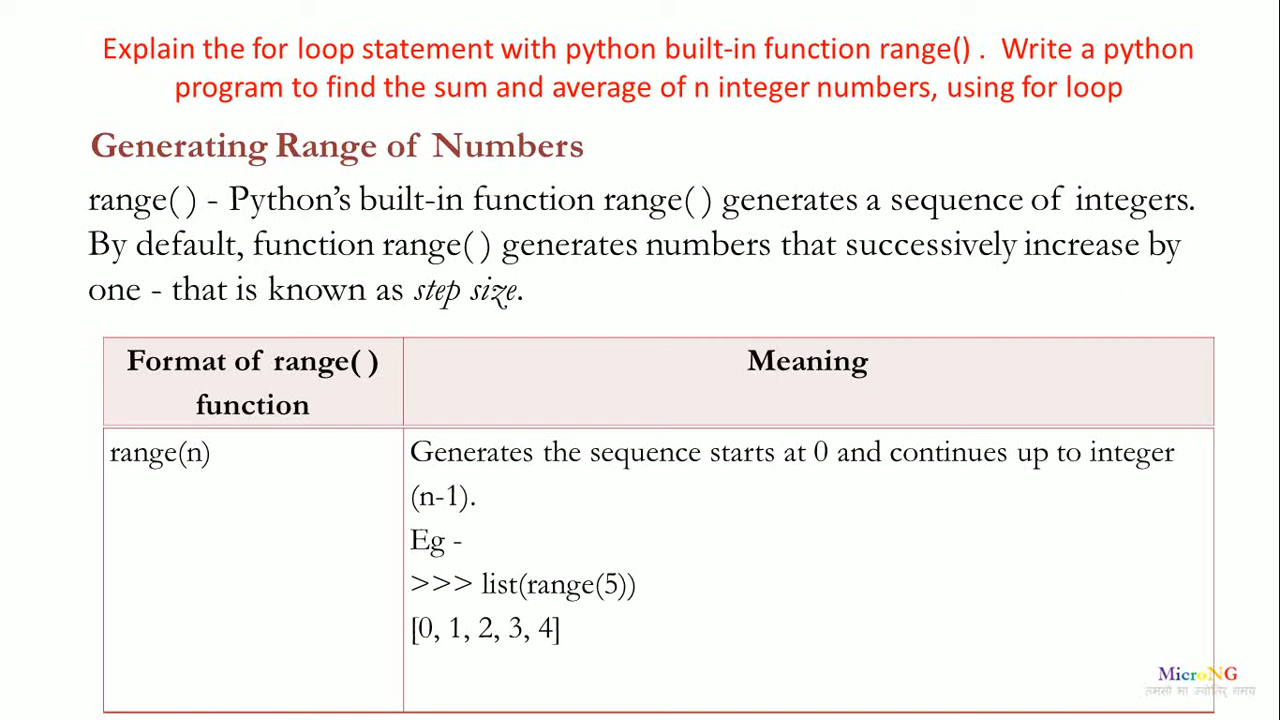 Explain the for loop statement with python built-in function range() .  Write a python
program to find the sum and average of n integer numbers, using for loop
Generating Range of Numbers
range( ) - Python’s built-in function range( ) generates a sequence of integers.
By default, function range( ) generates numbers that successively increase by
one - that is known as step size.
Format of range( )
function
Meaning
range(n)
Generates the sequence starts at 0 and continues up to integer
(n-1).
Eg -
>>> list(range(5))
[0, 1, 2, 3, 4]
MicroNG
तमसो मा ज्योतिर् गमय